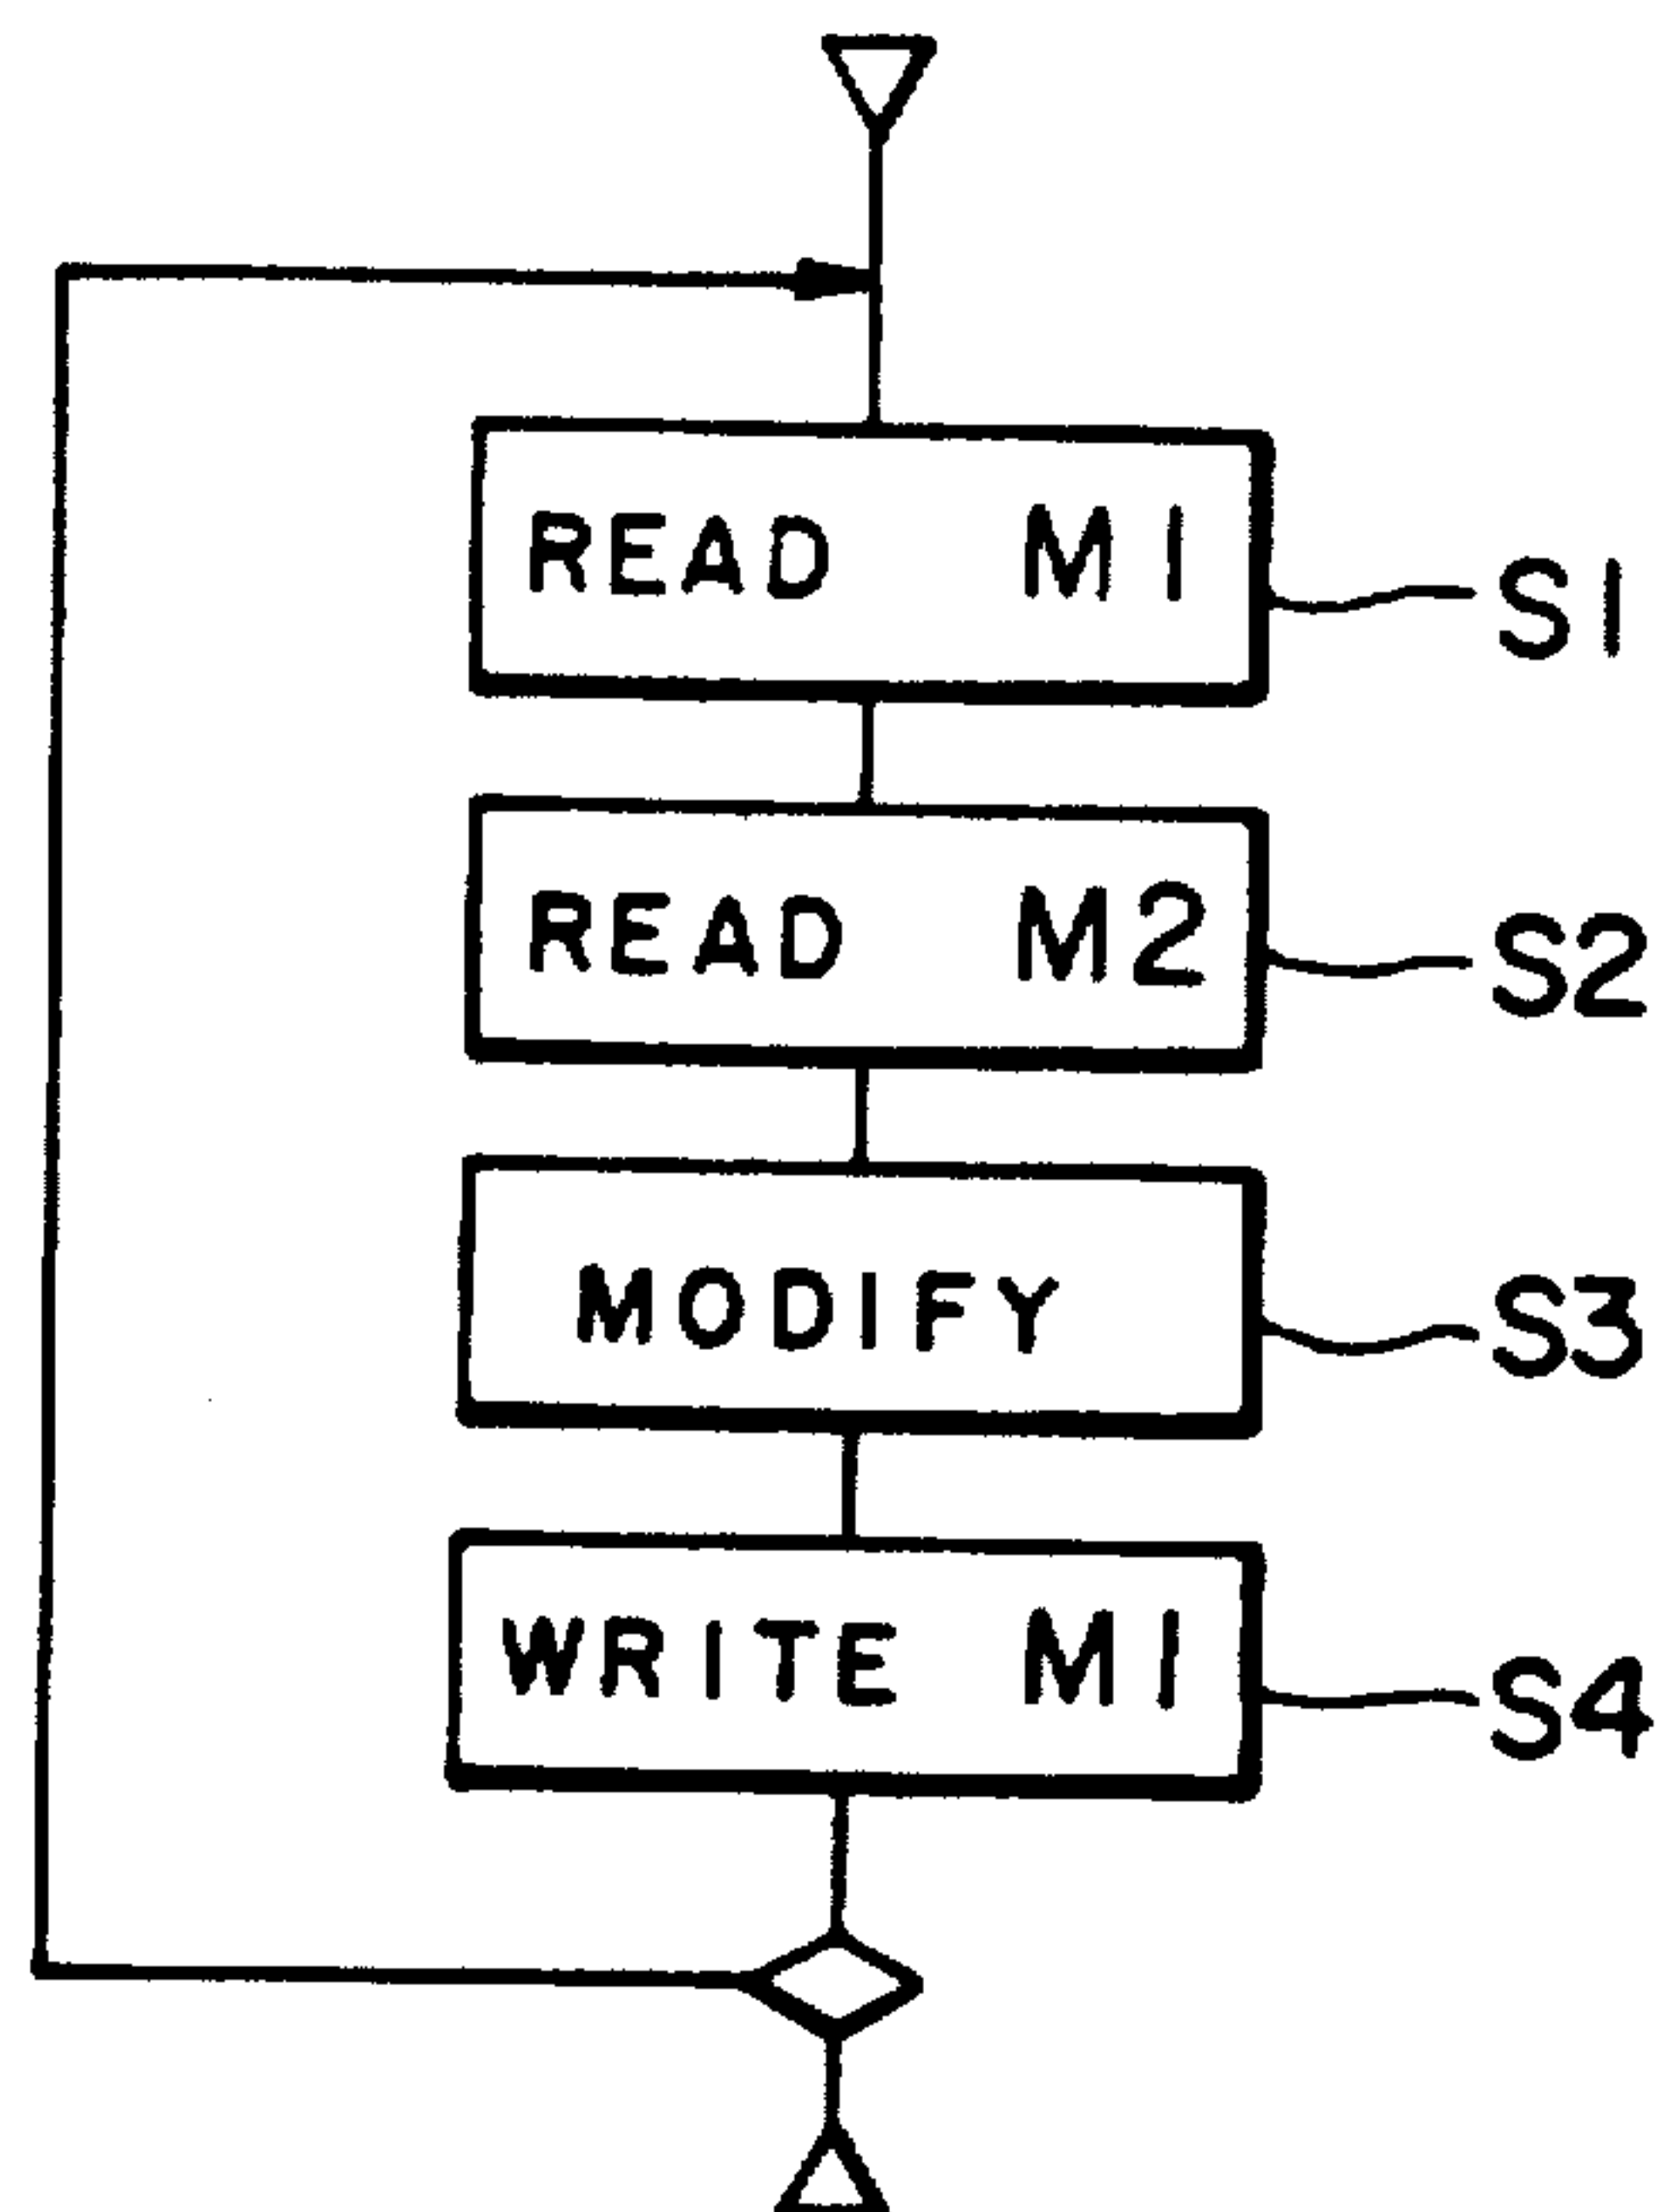 READ M1
S1
READ M2
S2
MODIFY
S3
WRITE M1
S4